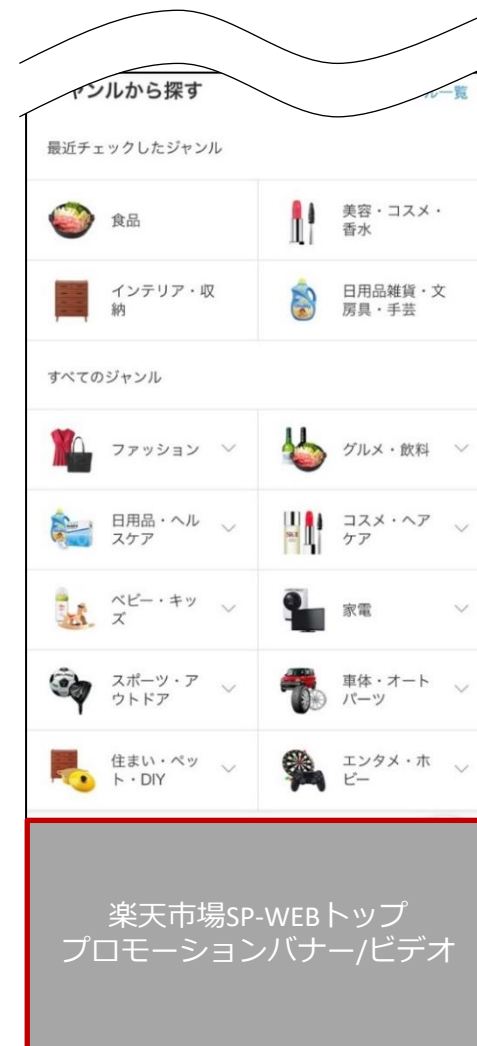 ャンルから探す
ル一覧
最近チェックしたジャンル
食品
美容・コスメ・
香水
インテリア・収
納
日用品雑貨・文
房具・手芸
すべてのジャンル
ファッション
グルメ・飲料
日用品・ヘル
スケア
コスメ・ヘア
ケア
ベビー・キッ
ズ
家電
スポーツ・ア
ウトドア
車体・オート
パーツ
住まい・ペッ
ト・DIY
エンタメ・ホ
ビー
楽天市場SP-WEBトップ
プロモーションバナー/ビデオ